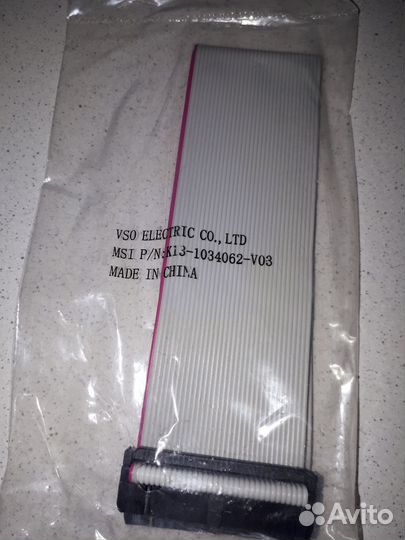 VSO ELECTRIC CO.,LTD
MSI P/N:K13-1034062-V03
MADE IN CHINA
Avito